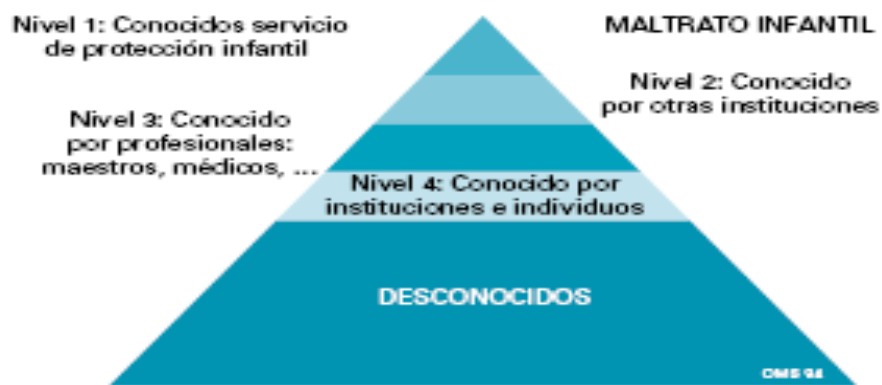 Nivel 1: Conocidos servicio
de protección infantil
MALTRATO INFANTIL
Nivel 2: Conocido
por otras instituciones
Nivel 3: Conocido
por profesionales:
maestros, médicos, ...
Nivel 4: Conocido por
instituciones e individuos
DESCONOCIDOS
OMS 94